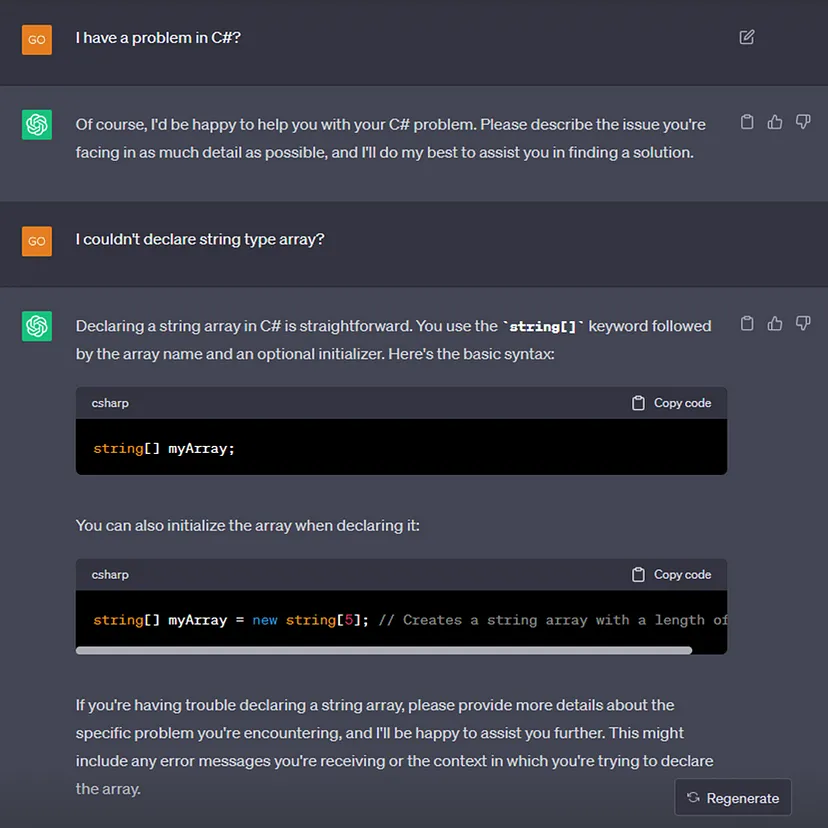 GO
I have a problem in C#?
Of course, I'd be happy to help you with your C# problem. Please describe the issue you're
facing in as much detail as possible, and I'll do my best to assist you in finding a solution.
GO
I couldn't declare string type array?
Declaring a string array in C# is straightforward. You use the `string[]` keyword followed
by the array name and an optional initializer. Here's the basic syntax:
csharp
Copy code
string[] myArray;
You can also initialize the array when declaring it:
csharp
Copy code
string[] myArray = new string[5]; // Creates a string array with a length of
If you're having trouble declaring a string array, please provide more details about the
specific problem you're encountering, and I'll be happy to assist you further. This might
include any error messages you're receiving or the context in which you're trying to declare
the array.
Regenerate